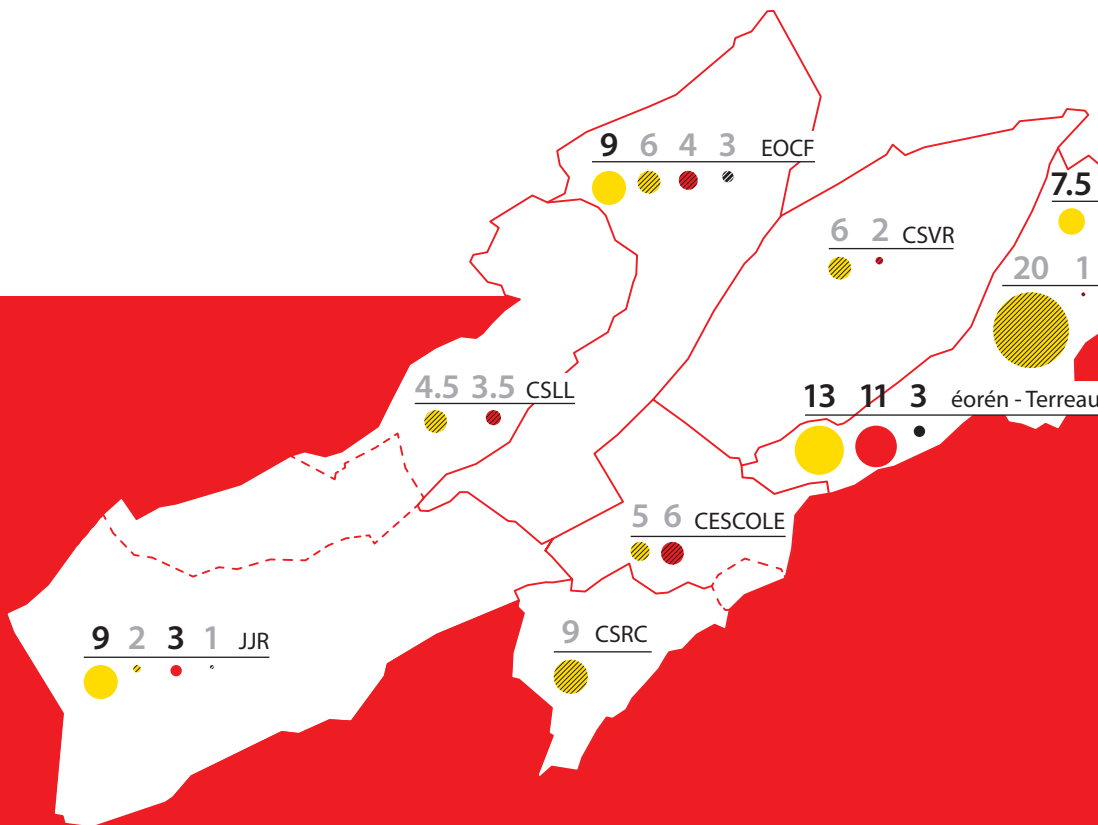 9 6 4 3 EOCF
7.5
6 2 CSVR
20 1
4.5 3.5 CSLL
13 11 3 éorén - Terreau
5 6 CESCOLE
9 2 3 1 JJR
9 CSRC